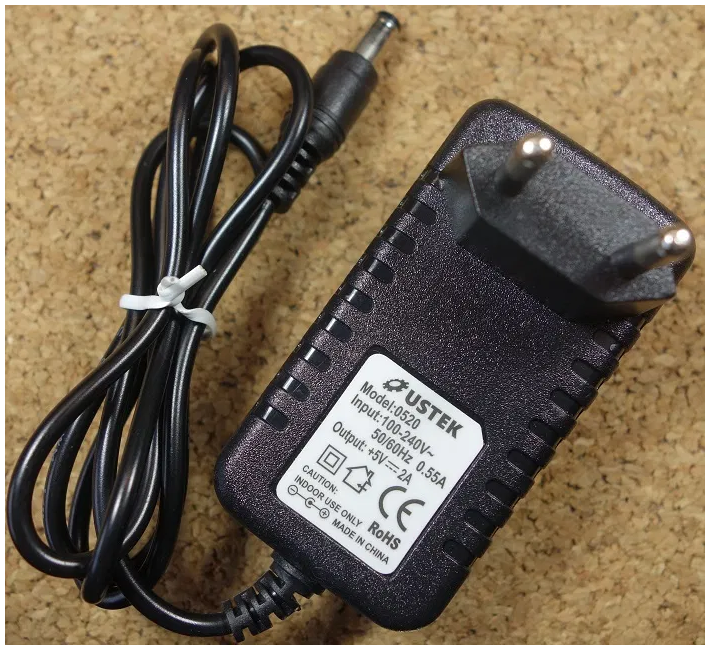 USTEK
Model:0520
Input:100-240V~
50/60Hz 0.55A
Output: +5V⎓2A
CE
CAUTION:
INDOOR USE ONLY
RoHS
MADE IN CHINA